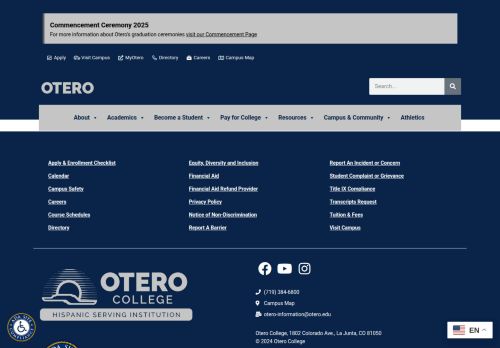 Commencement Ceremony 2025
For more information about Otero's graduation ceremonies visit our Commencement Page
Apply Visit Campus MyOtero Directory Careers Campus Map
OTERO
Search...
About Academics Become a Student Pay for College Resources Campus & Community Athletics
Apply & Enrollment Checklist
Calendar
Campus Safety
Careers
Course Schedules
Directory
Equity, Diversity and Inclusion
Financial Aid
Financial Aid Refund Provider
Privacy Policy
Notice of Non-Discrimination
Report A Barrier
Report An Incident or Concern
Student Complaint or Grievance
Title IX Compliance
Transcripts Request
Tuition & Fees
Visit Campus
OTERO
COLLEGE
HISPANIC SERVING INSTITUTION
(719) 384-6800
Campus Map
otero-information@otero.edu
Otero College, 1802 Colorado Ave., La Junta, CO 81050
© 2024 Otero College
EN